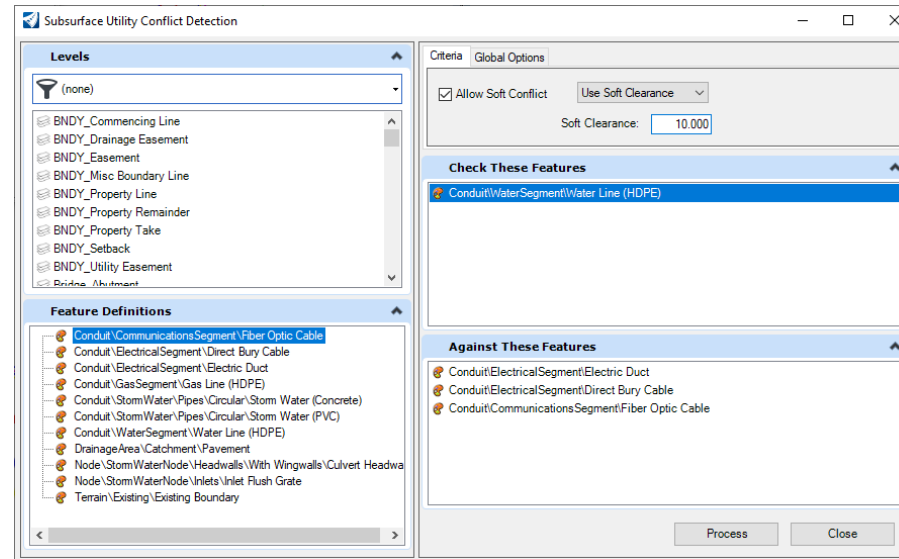 Subsurface Utility Conflict Detection
Levels
(none)
BNDY_Commencing Line
BNDY_Drainage Easement
BNDY_Easement
BNDY_Misc Boundary Line
BNDY_Property Line
BNDY_Property Remainder
BNDY_Property Take
BNDY_Setback
BNDY_Utility Easement
Bridge_Abutment
Feature Definitions
Conduit\CommunicationsSegment\Fiber Optic Cable
Conduit\ElectricalSegment\Direct Bury Cable
Conduit\ElectricalSegment\Electric Duct
Conduit\GasSegment\Gas Line (HDPE)
Conduit\StormWater\Pipes\Circular\Storm Water (Concrete)
Conduit\StormWater\Pipes\Circular\Storm Water (PVC)
Conduit\WaterSegment\Water Line (HDPE)
DrainageArea\Catchment\Pavement
Node\StormWaterNode\Headwalls\With Wingwalls\Culvert Headwa
Node\StormWaterNode\Inlets\Inlet Flush Grate
Terrain\Existing\Existing Boundary
Criteria Global Options
Allow Soft Conflict Use Soft Clearance
Soft Clearance: 10.000
Check These Features
Conduit\WaterSegment\Water Line (HDPE)
Against These Features
Conduit\ElectricalSegment\Electric Duct
Conduit\ElectricalSegment\Direct Bury Cable
Conduit\CommunicationsSegment\Fiber Optic Cable
Process Close